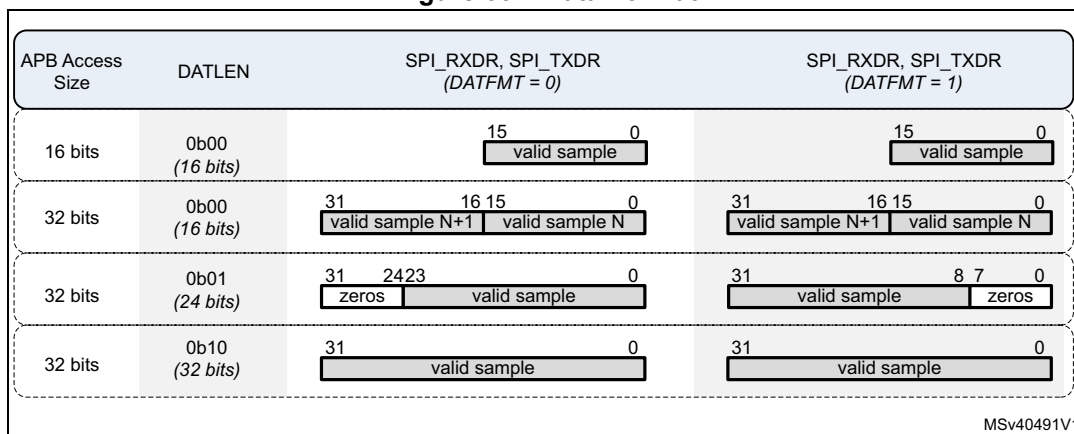 APB Access Size DATLEN SPI_RXDR, SPI_TXDR (DATFMT = 0) SPI_RXDR, SPI_TXDR (DATFMT = 1)
15 0 15 0
16 bits 0b00 (16 bits) valid sample valid sample
31 16 15 0 31 16 15 0
32 bits 0b00 (16 bits) valid sample N+1 valid sample N valid sample N+1 valid sample N
31 24 23 0 31 8 7 0
32 bits 0b01 (24 bits) zeros valid sample valid sample zeros
31 0 31 0
32 bits 0b10 (32 bits) valid sample valid sample
MSv40491V1